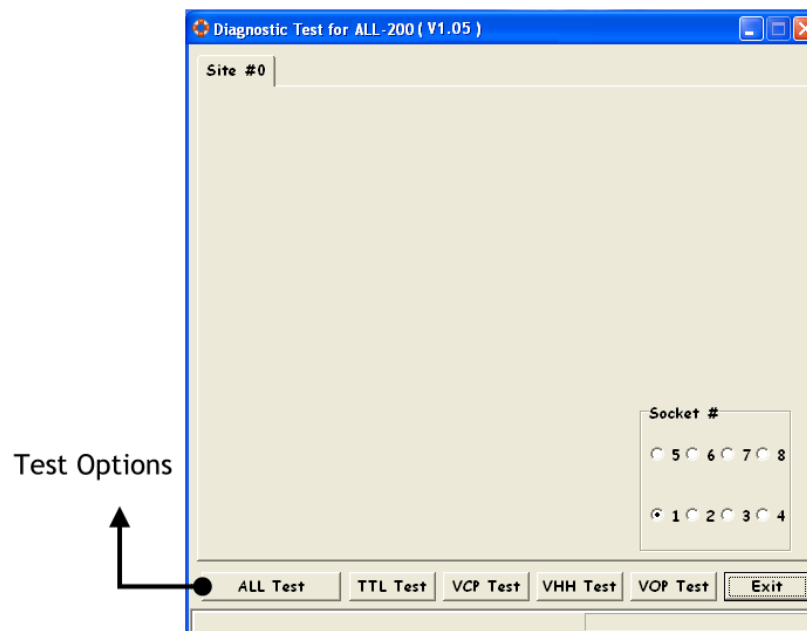 Diagnostic Test for ALL-200 ( V1.05 )
Site #0
Socket #
5 6 7 8
Test Options
1 2 3 4
ALL Test TTL Test VCP Test VHH Test VOP Test Exit